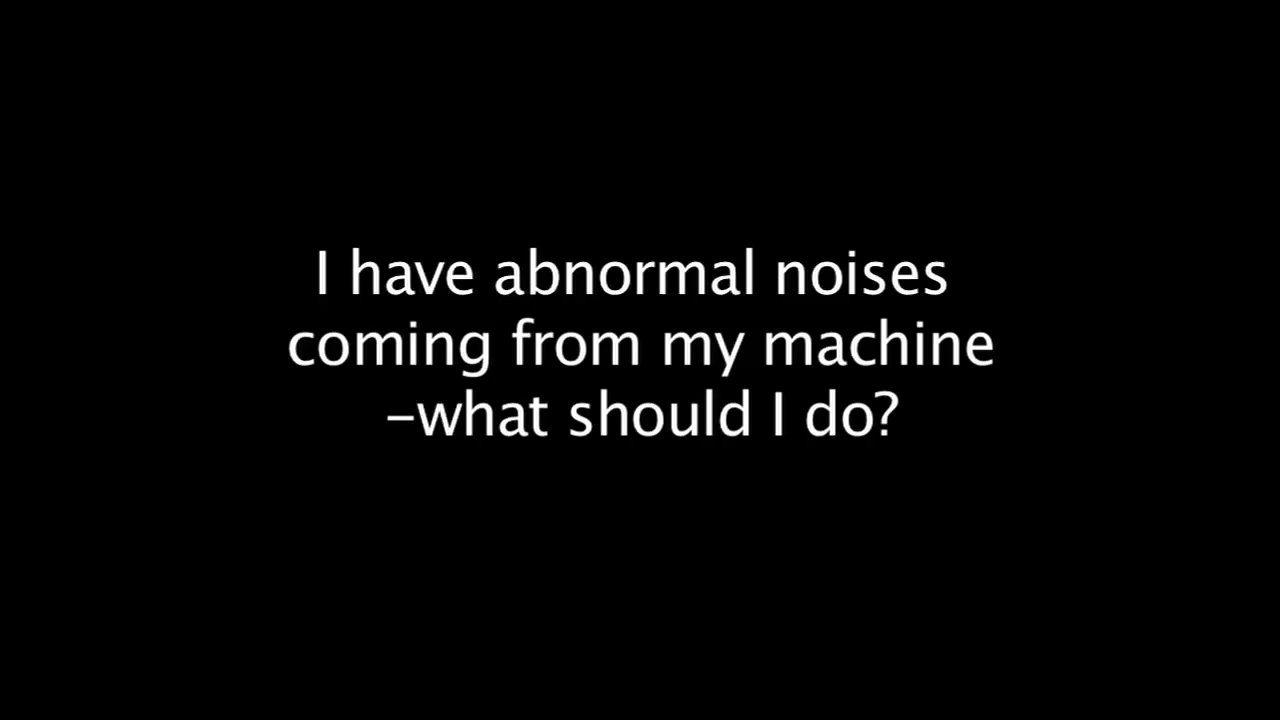 I have abnormal noises
coming from my machine
–what should I do?